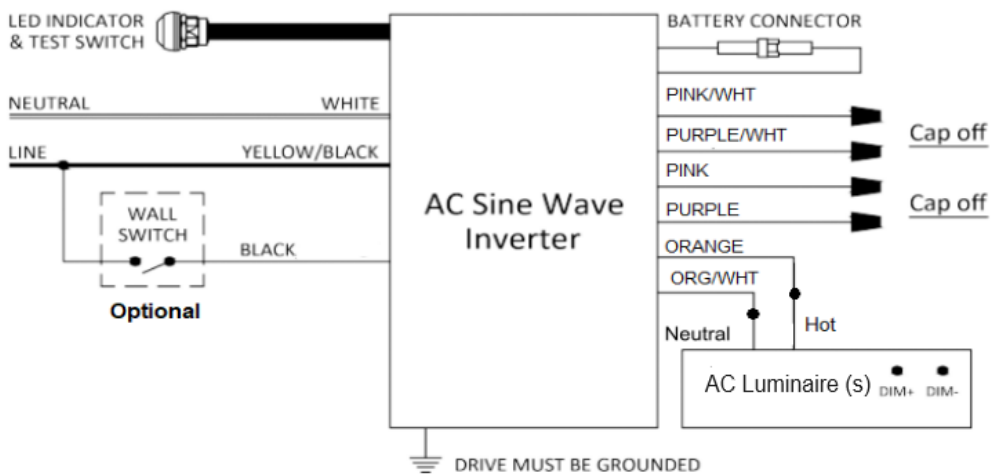 LED INDICATOR
& TEST SWITCH
BATTERY CONNECTOR
NEUTRAL
WHITE
LINE
YELLOW/BLACK
WALL
SWITCH
BLACK
Optional
AC Sine Wave
Inverter
PINK/WHT
PURPLE/WHT
Cap off
PINK
PURPLE
Cap off
ORANGE
ORG/WHT
Neutral
Hot
AC Luminaire (s)
DIM+
DIM-
DRIVE MUST BE GROUNDED